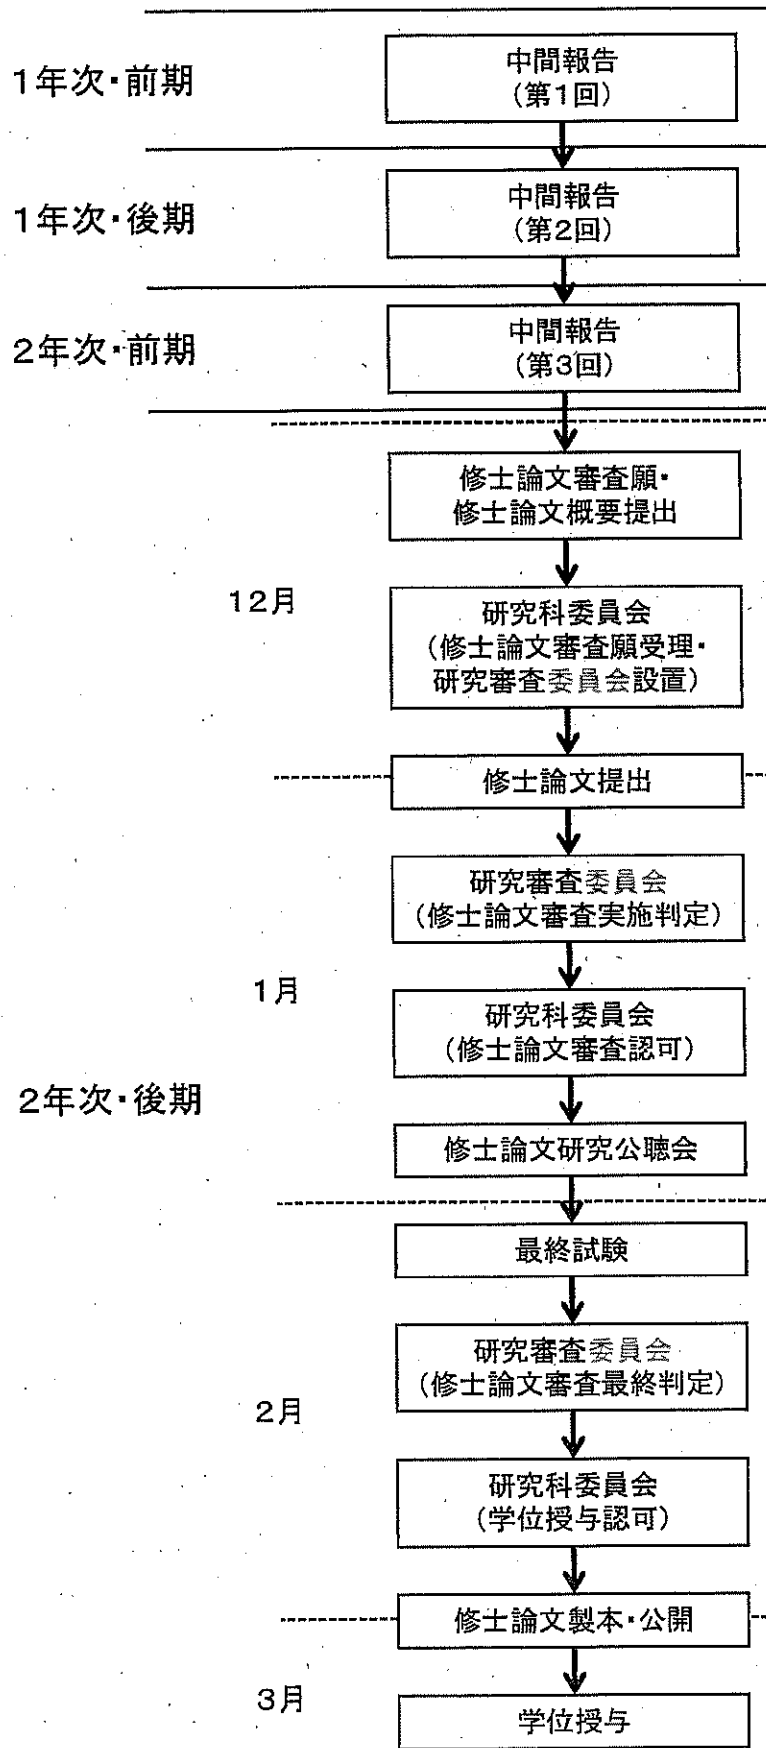 1年次・前期
中間報告
(第1回)
1年次・後期
中間報告
(第2回)
2年次・前期
中間報告
(第3回)
修士論文審査願・
修士論文概要提出
12月
研究科委員会
(修士論文審査願受理・
研究審査委員会設置)
修士論文提出
研究審査委員会
(修士論文審査実施判定)
1月
研究科委員会
(修士論文審査認可)
2年次・後期
修士論文研究公聴会
最終試験
研究審査委員会
(修士論文審査最終判定)
2月
研究科委員会
(学位授与認可)
修士論文製本・公開
3月
学位授与